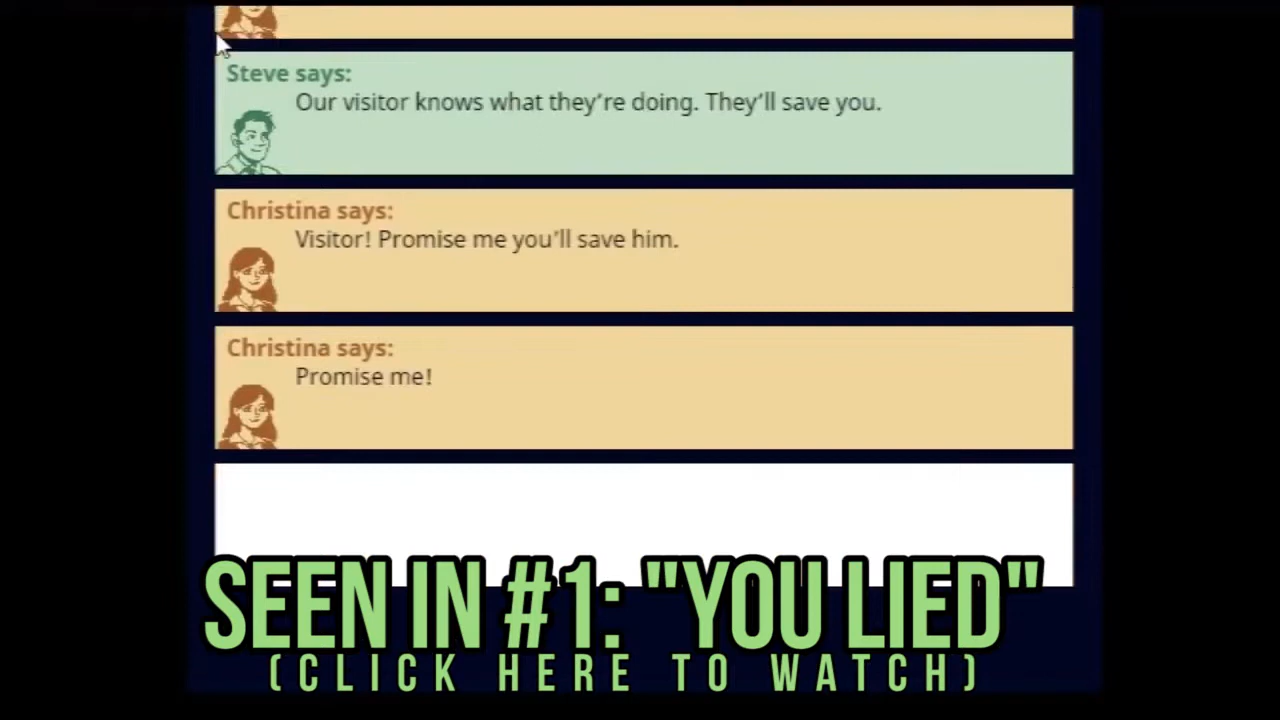 Steve says:
Our visitor knows what they're doing. They'll save you.
Christina says:
Visitor! Promise me you'll save him.
Christina says:
Promise me!
SEEN IN #1: "YOU LIED"
(CLICK HERE TO WATCH)